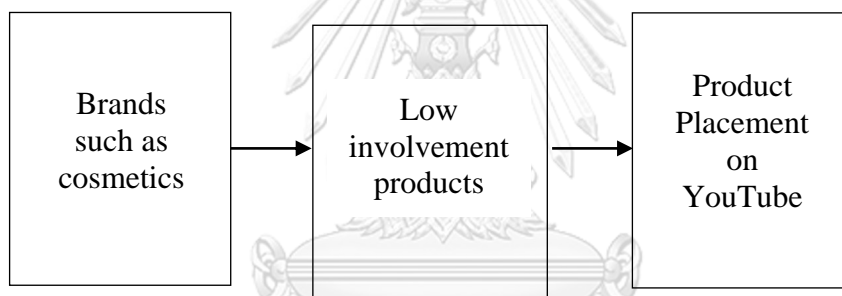 Brands
such as
cosmetics
Low
involvement
products
Product
Placement
on
YouTube